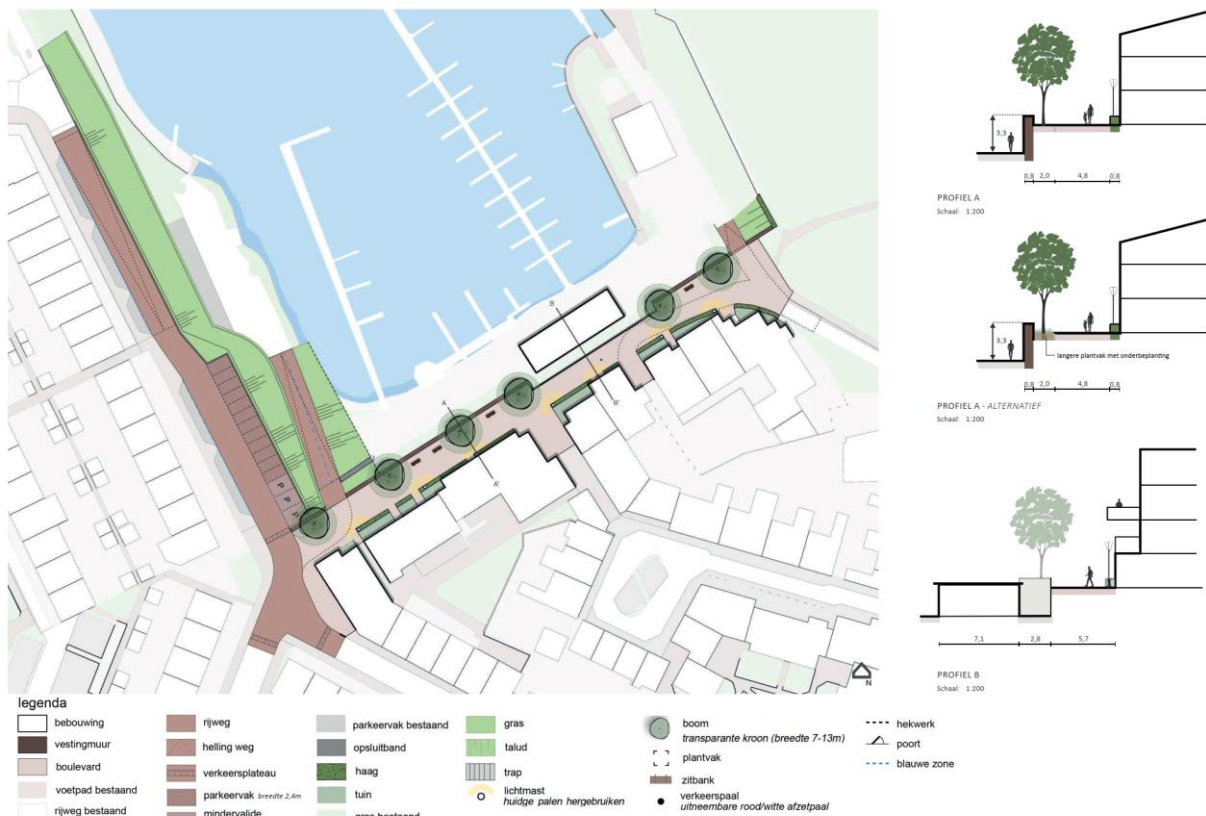 P
P
P
A
A'
B
B'
N
3,3
0,8 2,0 4,8 0,8
PROFIEL A
Schaal: 1:200
3,3
langere plantvak met onderbeplanting
0,8 2,0 4,8 0,8
PROFIEL A - ALTERNATIEF
Schaal: 1:200
7,1 2,8 5,7
PROFIEL B
Schaal: 1:200
legenda
bebouwing
vestingmuur
boulevard
voetpad bestaand
rijweg bestaand
rijweg
helling weg
verkeersplateau
parkeervak breedte 2,4m
mindervalide
parkeervak bestaand
opsluitband
haag
tuin
gras bestaand
gras
talud
trap
lichtmast
huidge palen hergebruiken
boom
transparante kroon (breedte 7-13m)
plantvak
zitbank
verkeerspaal
uitneembare rood/witte afzetpaal
hekwerk
poort
blauwe zone